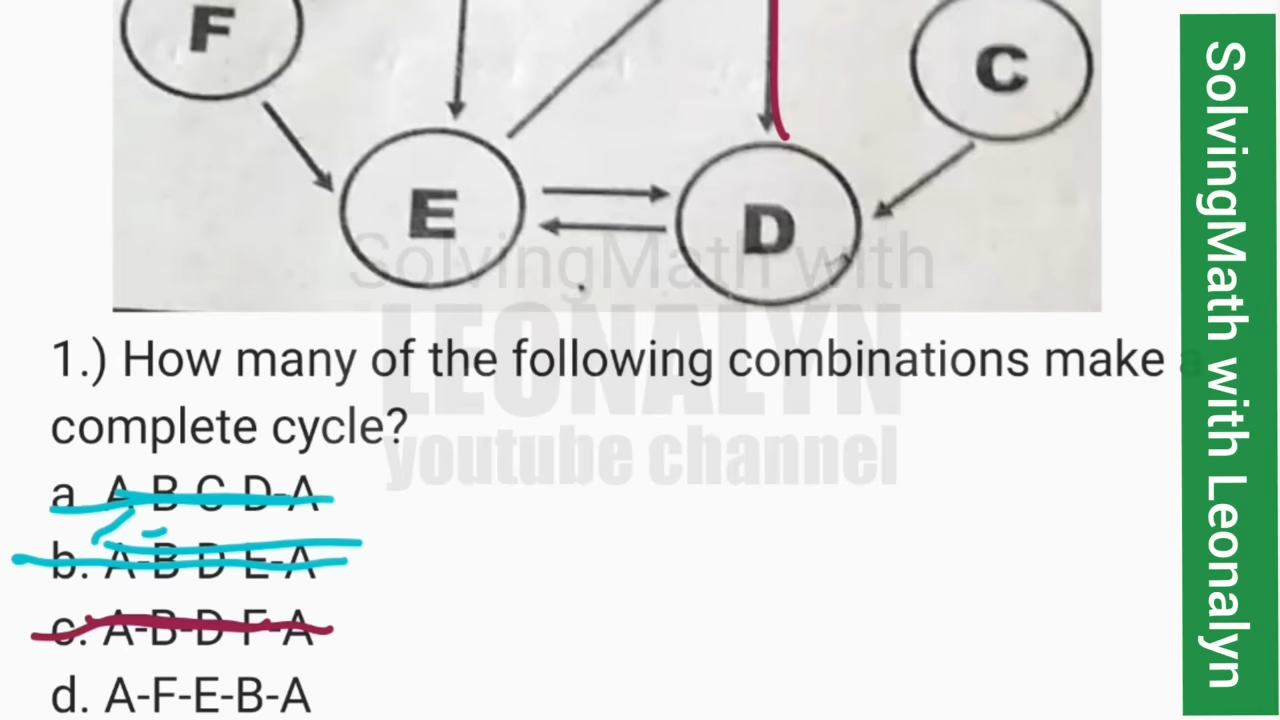 F
C
E
D
SolvingMath with
LEONALYN
youtube channel
1.) How many of the following combinations make a
complete cycle?
a. A-B-C-D-A
b. A-B-D-E-A
c. A-B-D-F-A
d. A-F-E-B-A
SolvingMath with Leonalyn